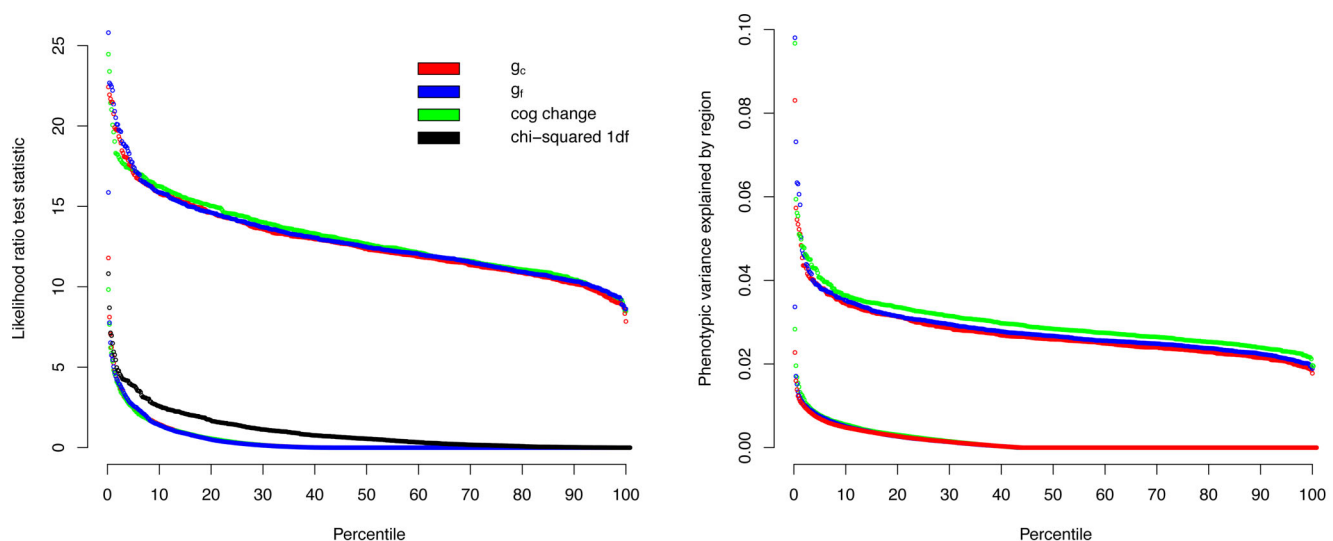 Likelihood ratio test statistic
25
20
15
10
5
0
g_c
g_f
cog change
chi−squared 1df
0 10 20 30 40 50 60 70 80 90 100
Percentile
Phenotypic variance explained by region
0.10
0.08
0.06
0.04
0.02
0.00
0 10 20 30 40 50 60 70 80 90 100
Percentile